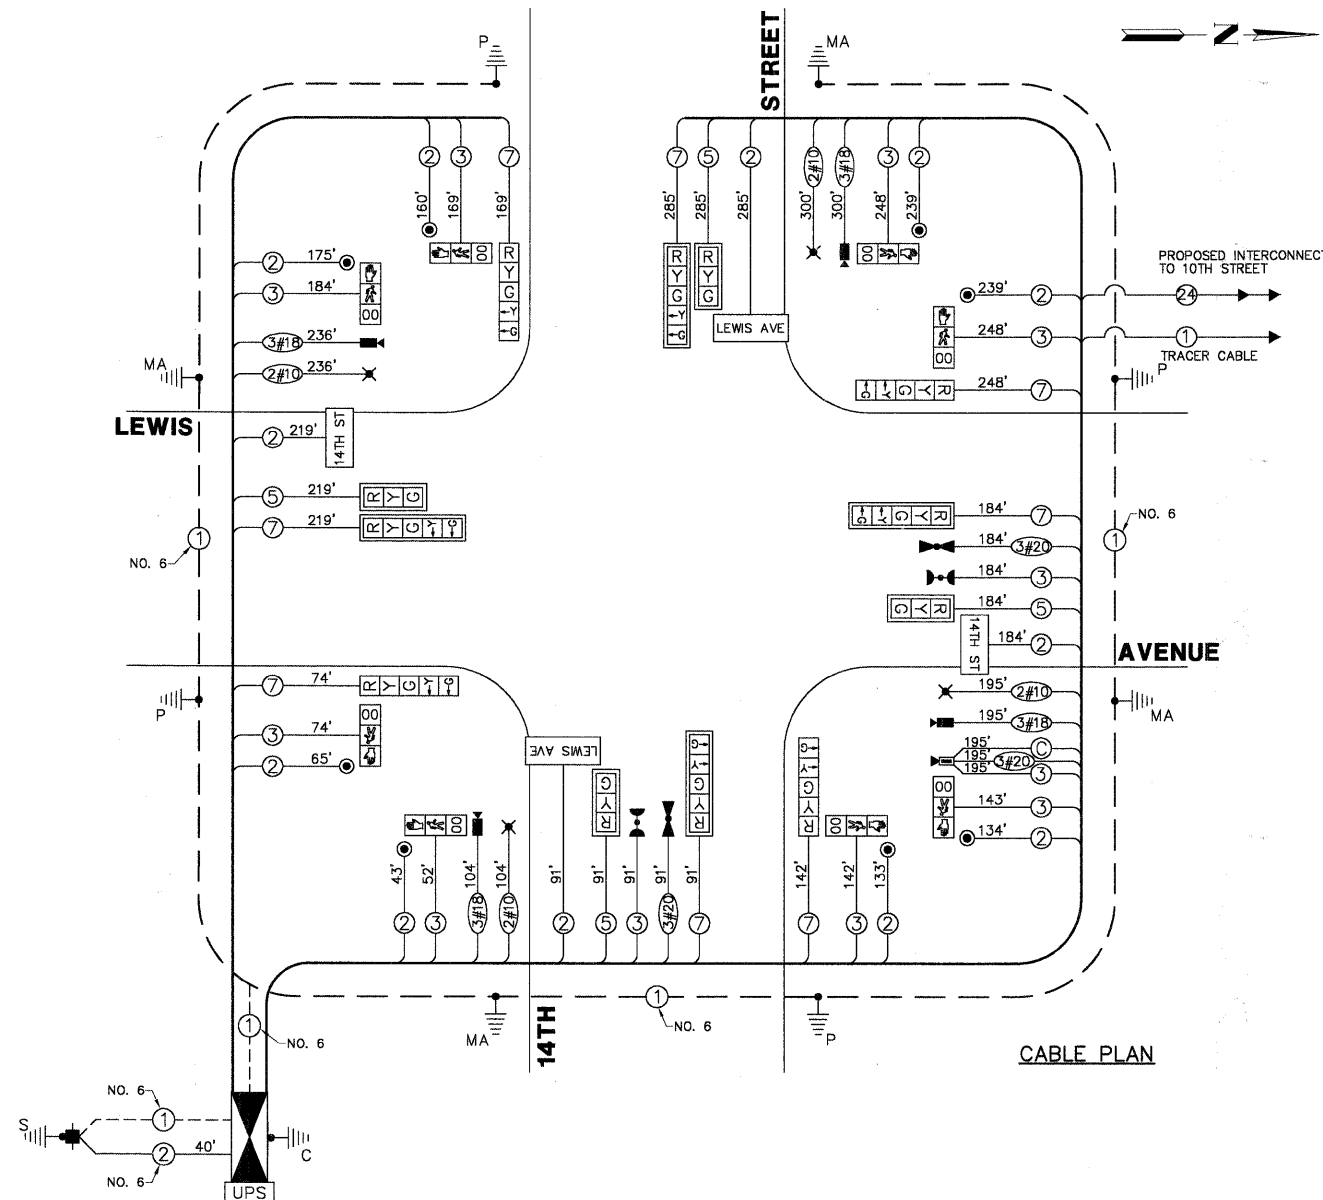 P
STREET
MA
N
2
3
7
7
5
2
2#10
3#18
3
2
160'
169'
169'
285'
285'
285'
300'
300'
248'
239'
00
R
Y
G
←Y
←G
R
Y
G
←Y
←G
R
Y
G
00
LEWIS AVE
2 175'
3 184'
00
3#18 236'
2#10 236'
MA
LEWIS
2 219'
14TH ST
5 219' R Y G
7 219' R Y G ←Y ←G
1
NO. 6
PROPOSED INTERCONNECT
TO 10TH STREET
239' 2 24
248' 3 1
TRACER CABLE
00
P
R Y G ←Y ←G 248' 7
R Y G ←Y ←G 184' 7
184' 3#20
184' 3
R Y G 184' 5
14TH ST
184' 2
NO. 6
1
AVENUE
195' 2#10
195' 3#18
MA
195' C
195' 3#20
195' 3
00
143' 3
134' 2
P
7 74' R Y G ←Y ←G
3 74'
00
2 65'
LEWIS AVE
R Y G
R Y G ←Y ←G
R Y G ←Y ←G
00
00
43'
52'
104'
104'
91'
91'
91'
91'
91'
142'
142'
133'
2
3
3#18
2#10
2
5
3
3#20
7
7
3
2
1
NO. 6
MA
14TH
1
NO. 6
P
CABLE PLAN
NO. 6
1
S
2 40'
NO. 6
C
UPS